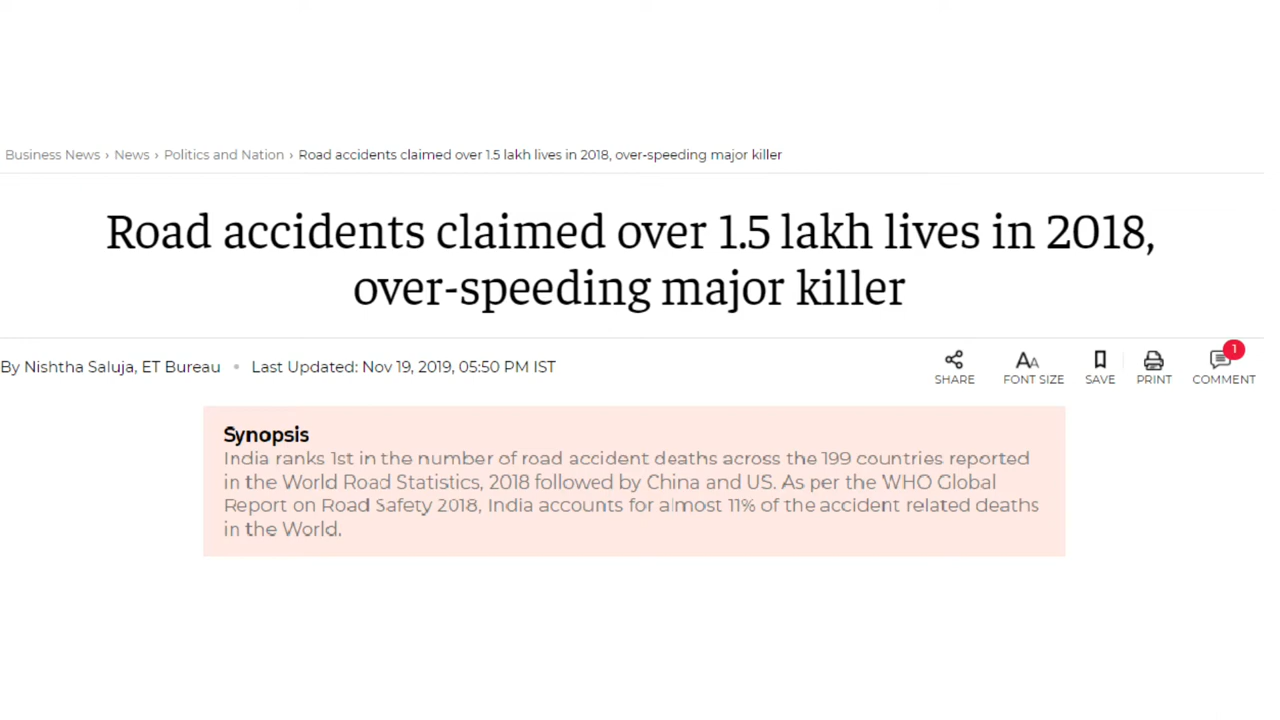 Business News › News › Politics and Nation › Road accidents claimed over 1.5 lakh lives in 2018, over-speeding major killer
Road accidents claimed over 1.5 lakh lives in 2018,
over-speeding major killer
By Nishtha Saluja, ET Bureau • Last Updated: Nov 19, 2019, 05:50 PM IST
1
SHARE FONT SIZE SAVE PRINT COMMENT
Synopsis
India ranks 1st in the number of road accident deaths across the 199 countries reported
in the World Road Statistics, 2018 followed by China and US. As per the WHO Global
Report on Road Safety 2018, India accounts for almost 11% of the accident related deaths
in the World.